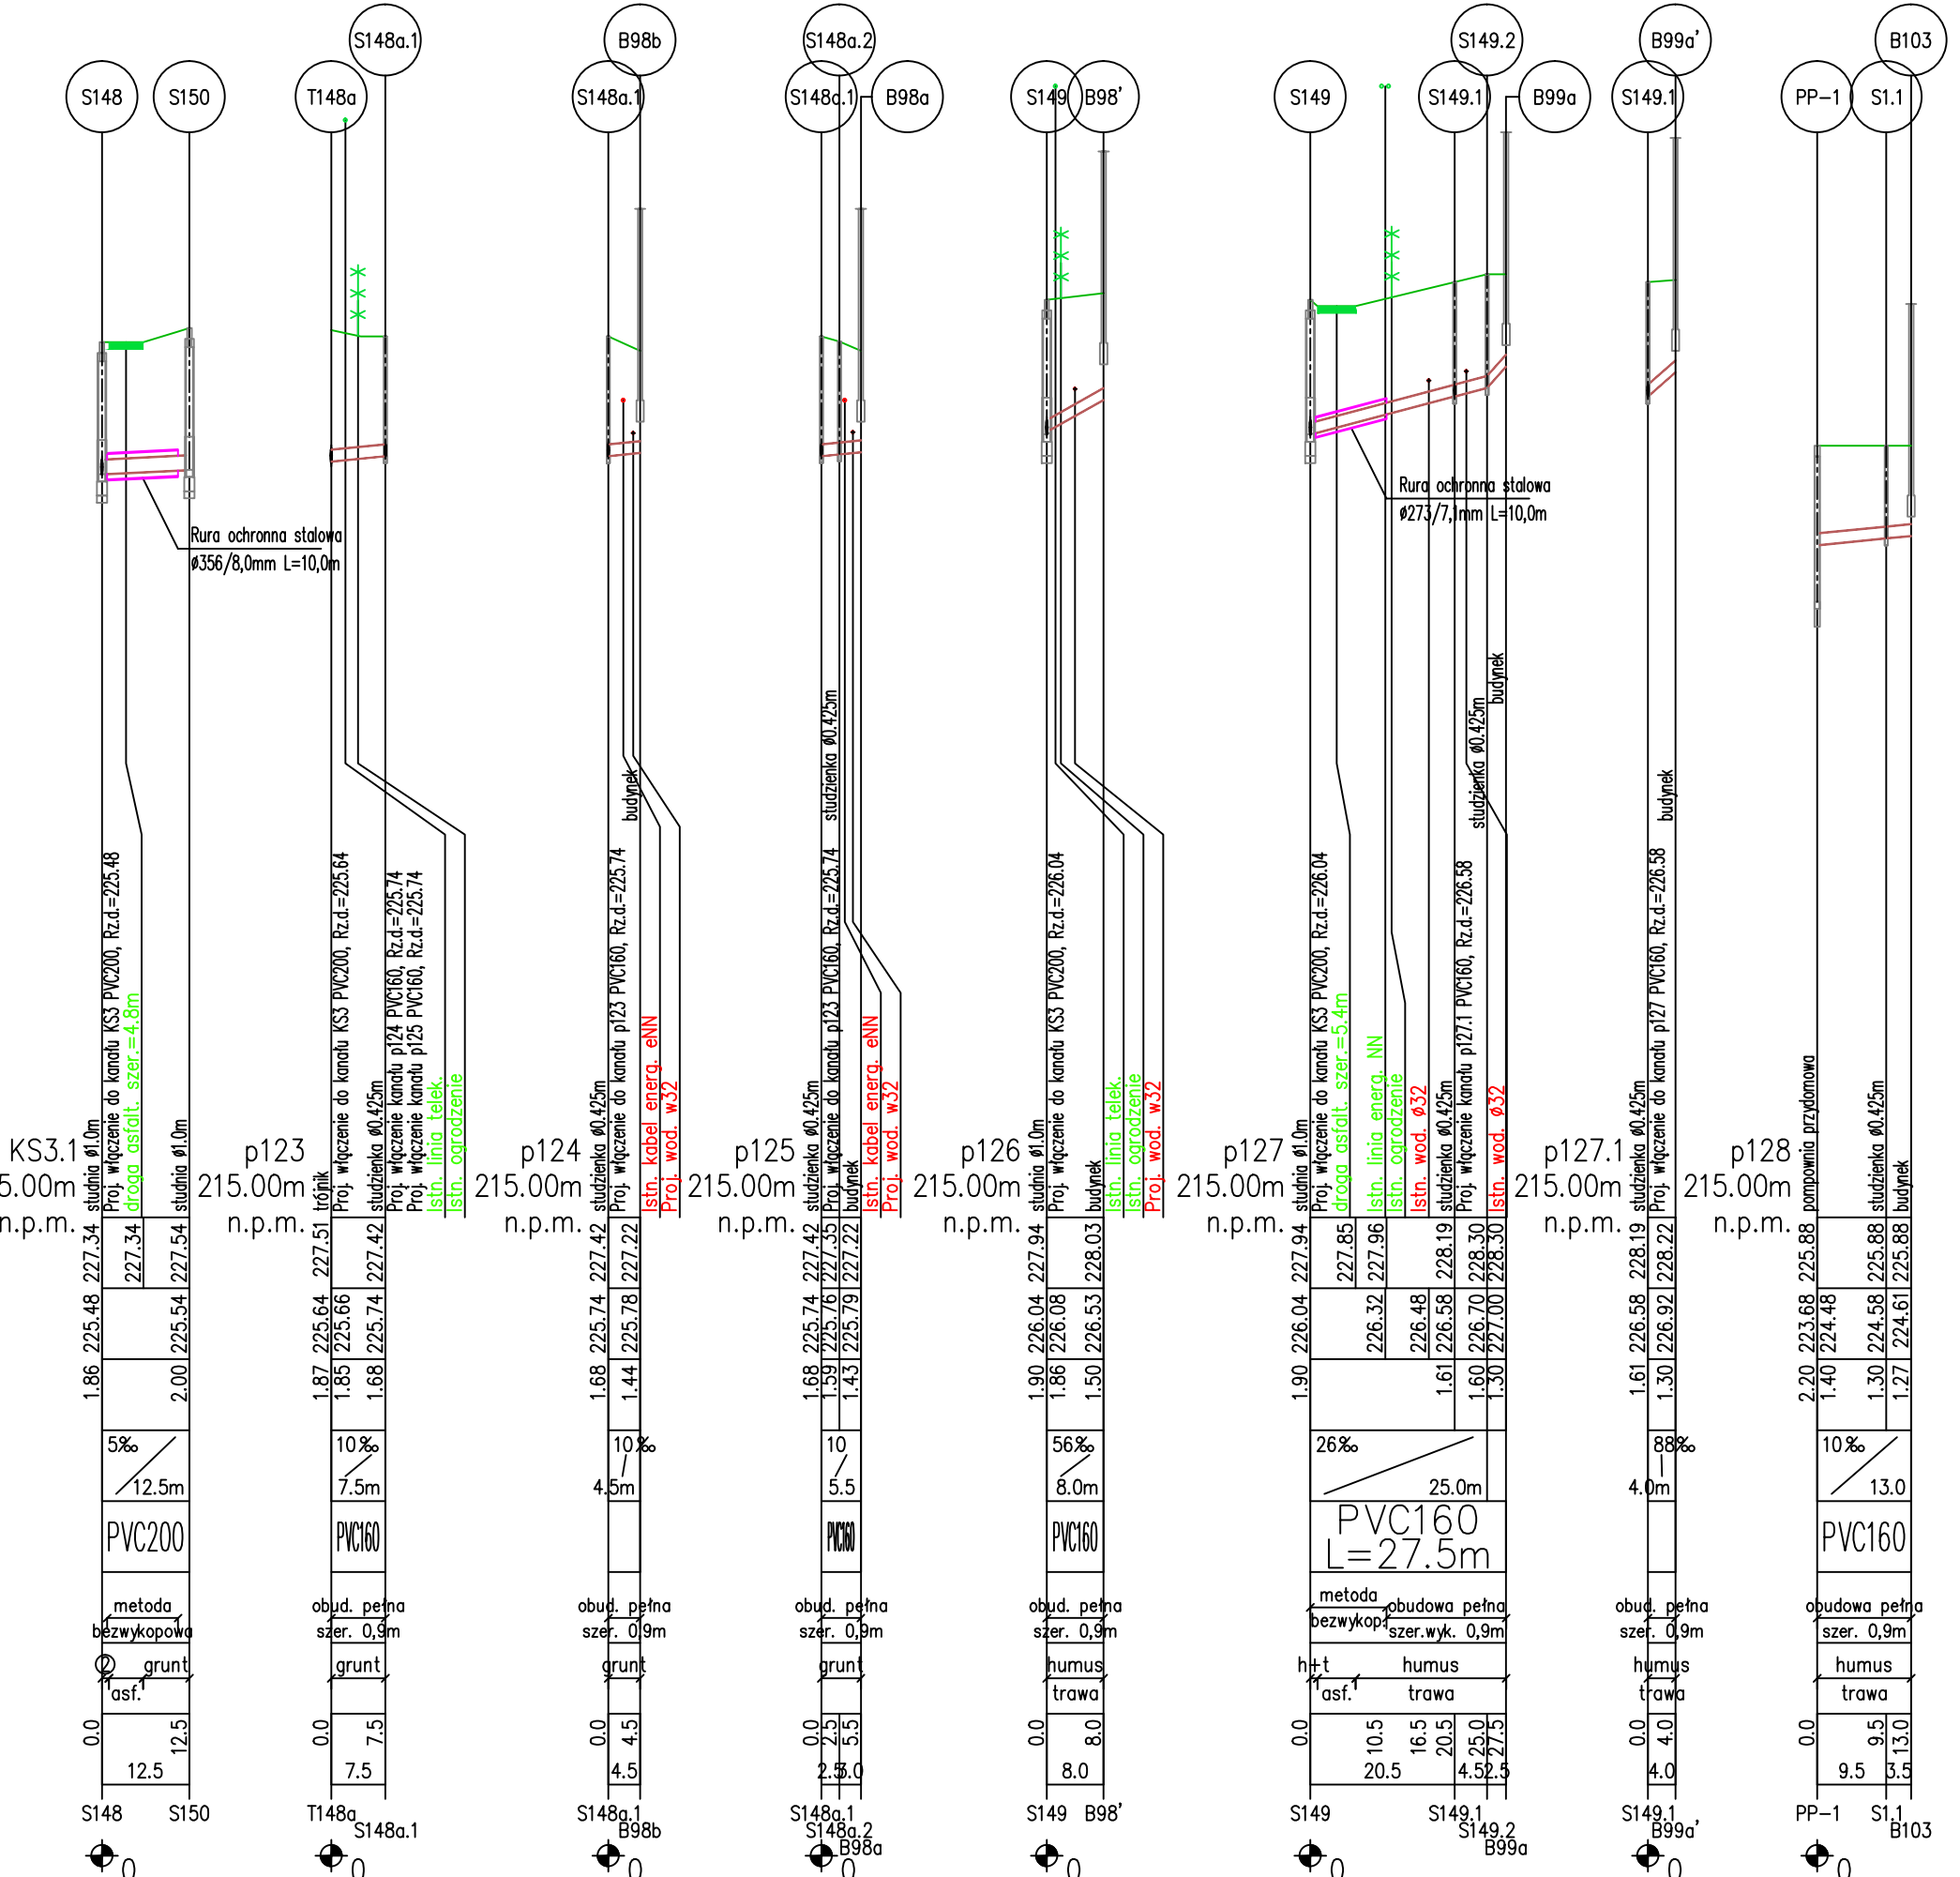 S148a.1
B98b
S148a.2
S149.2
B99a'
B103
S148
S150
T148a
S148a.1
S148a.1
B98a
S149
B98'
S149
S149.1
B99a
S149.1
PP-1
S1.1
Rura ochronna stalowa
ø356/8,0mm L=10,0m
Rura ochronna stalowa
ø273/7,1mm L=10,0m
KS3.1
5.00m
n.p.m.
studnia ø1.0m
Proj. włączenie do kanału KS3 PVC200, Rz.d.=225.48
droga asfalt. szer.=4.8m
studnia ø1.0m
227.34
227.34
227.54
225.48
225.54
1.86
2.00
5‰
12.5m
PVC200
metoda
bezwykopowa
2
grunt
asf.
0.0
12.5
12.5
S148
S150
0
p123
215.00m
n.p.m.
trójnik
Proj. włączenie do kanału KS3 PVC200, Rz.d.=225.64
studzienka ø0.425m
Proj. włączenie kanału p124 PVC160, Rz.d.=225.74
Proj. włączenie kanału p125 PVC160, Rz.d.=225.74
Istn. linia telek.
Istn. ogrodzenie
227.51
227.42
225.64
225.66
225.74
1.87
1.85
1.68
10‰
7.5m
PVC160
obud. pełna
szer. 0,9m
grunt
0.0
7.5
7.5
T148a
S148a.1
0
p124
215.00m
n.p.m.
studzienka ø0.425m
Proj. włączenie do kanału p123 PVC160, Rz.d.=225.74
budynek
Istn. kabel energ. eNN
Proj. wod. w32
227.42
227.22
225.74
225.78
1.68
1.44
10‰
4.5m
obud. pełna
szer. 0,9m
grunt
0.0
4.5
4.5
S148a.1
B98b
0
p125
215.00m
n.p.m.
studzienka ø0.425m
Proj. włączenie do kanału p123 PVC160, Rz.d.=225.74
studzienka ø0.425m
budynek
Istn. kabel energ. eNN
Proj. wod. w32
227.42
227.35
227.22
225.74
225.76
225.79
1.68
1.59
1.43
10
5.5
PVC160
obud. pełna
szer. 0,9m
grunt
0.0
2.5
5.5
2.5
3.0
S148a.1
S148a.2
B98a
0
p126
215.00m
n.p.m.
studnia ø1.0m
Proj. włączenie do kanału KS3 PVC200, Rz.d.=226.04
budynek
Istn. linia telek.
Istn. ogrodzenie
Proj. wod. w32
227.94
228.03
226.04
226.08
226.53
1.90
1.86
1.50
56‰
8.0m
PVC160
obud. pełna
szer. 0,9m
humus
trawa
0.0
8.0
8.0
S149
B98'
0
p127
215.00m
n.p.m.
studnia ø1.0m
Proj. włączenie do kanału KS3 PVC200, Rz.d.=226.04
droga asfalt. szer.=5.4m
Istn. linia energ. NN
Istn. ogrodzenie
Istn. wod. ø32
studzienka ø0.425m
Proj. włączenie kanału p127.1 PVC160, Rz.d.=226.58
studzienka ø0.425m
budynek
Istn. wod. ø32
227.94
227.85
227.96
228.19
228.30
228.30
226.04
226.32
226.48
226.58
226.70
227.00
1.90
1.61
1.60
1.30
26‰
25.0m
PVC160
L=27.5m
metoda
bezwykop.
obudowa pełna
szer.wyk. 0,9m
h+t
humus
asf.
trawa
0.0
10.5
16.5
20.5
25.0
27.5
20.5
4.5
2.5
S149
S149.1
S149.2
B99a
0
p127.1
215.00m
n.p.m.
studzienka ø0.425m
Proj. włączenie do kanału p127 PVC160, Rz.d.=226.58
budynek
228.19
228.22
226.58
226.92
1.61
1.30
88‰
4.0m
obud. pełna
szer. 0,9m
humus
trawa
0.0
4.0
4.0
S149.1
B99a'
0
p128
215.00m
n.p.m.
pompownia przydomowa
studzienka ø0.425m
budynek
225.88
225.88
225.88
223.68
224.48
224.58
224.61
2.20
1.40
1.30
1.27
10‰
13.0
PVC160
obudowa pełna
szer. 0,9m
humus
trawa
0.0
9.5
13.0
9.5
3.5
PP-1
S1.1
B103
0